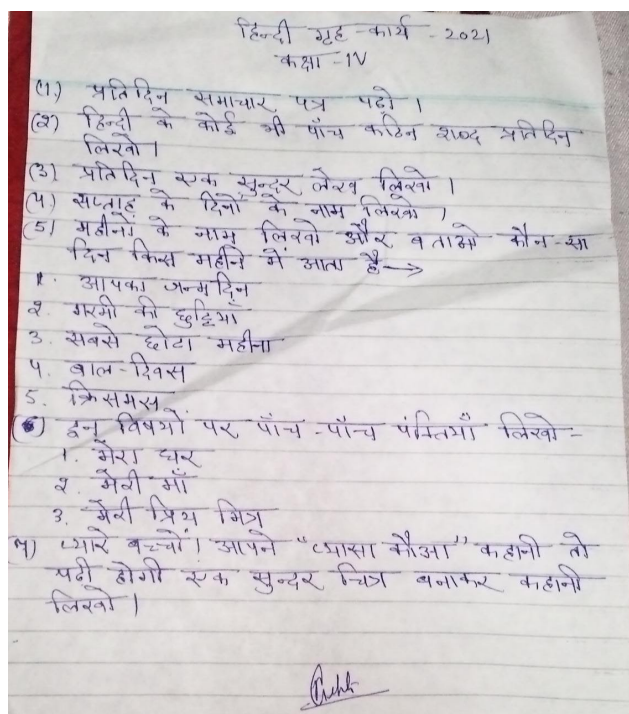 हिन्दी गृह-कार्य - 2021
कक्षा - IV
(1.) प्रतिदिन समाचार पत्र पढो ।
(2) हिन्दी के कोई भी पाँच कठिन शब्द प्रतिदिन
लिखो ।
(3) प्रतिदिन एक सुन्दर लेख लिखो ।
(4) सप्ताह के दिनों के नाम लिखो ।
(5) महीनों के नाम लिखो और बताओ कौन-सा
दिन किस महीने में आता है →
1. आपका जन्मदिन
2. गरमी की छुट्टियाँ
3. सबसे छोटा महीना
4. बाल-दिवस
5. क्रिसमस
(6) इन विषयों पर पाँच-पाँच पंक्तियाँ लिखो -
1. मेरा घर
2. मेरी माँ
3. मेरी प्रिय मित्र
7) प्यारे बच्चों । आपने "प्यासा कौआ" कहानी तो
पढी होगी एक सुन्दर चित्र बनाकर कहानी
लिखो ।